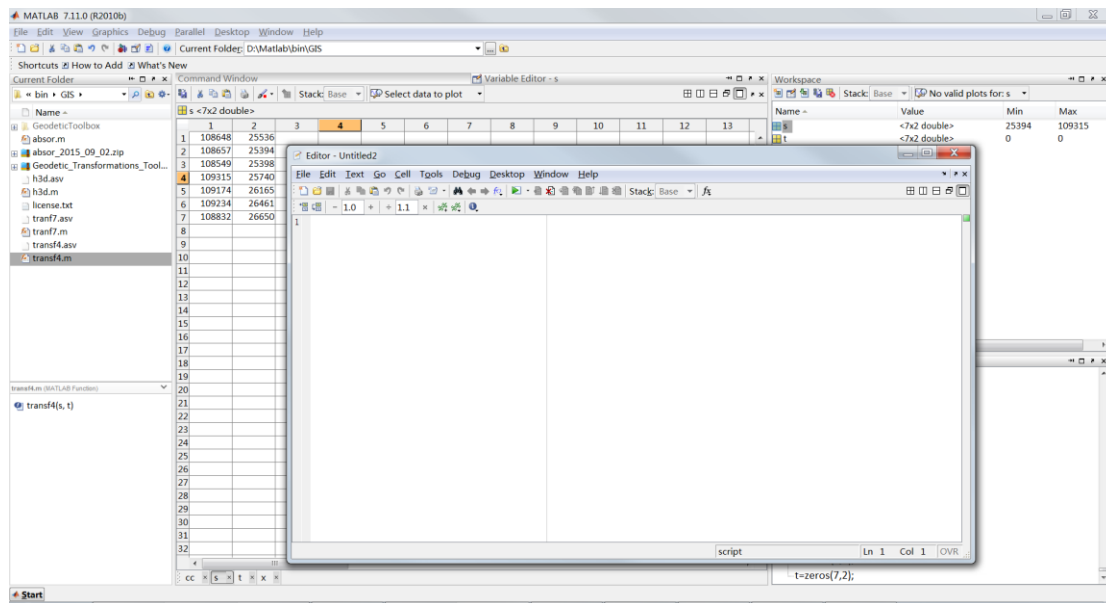 MATLAB 7.11.0 (R2010b)
File Edit View Graphics Debug Parallel Desktop Window Help
Current Folder: D:\Matlab\bin\GIS
Shortcuts How to Add What's New
Current Folder
« bin ▸ GIS ▸
Name
GeodeticToolbox
absor.m
absor_2015_09_02.zip
Geodetic_Transformations_Tool...
h3d.asv
h3d.m
license.txt
tranf7.asv
tranf7.m
transf4.asv
transf4.m
transf4.m (MATLAB Function)
transf4(s, t)
Command Window
Variable Editor - s
Stack: Base Select data to plot
s <7x2 double>
1 2 3 4 5 6 7 8 9 10 11 12 13
1 108648 25536
2 108657 25394
3 108549 25398
4 109315 25740
5 109174 26165
6 109234 26461
7 108832 26650
8
9
10
11
12
13
14
15
16
17
18
19
20
21
22
23
24
25
26
27
28
29
30
31
32
cc s t x
Editor - Untitled2
File Edit Text Go Cell Tools Debug Desktop Window Help
Stack: Base fx
1.0 1.1
1
script Ln 1 Col 1 OVR
Workspace
Stack: Base No valid plots for: s
Name Value Min Max
s <7x2 double> 25394 109315
t <7x2 double> 0 0
t=zeros(7,2);
Start